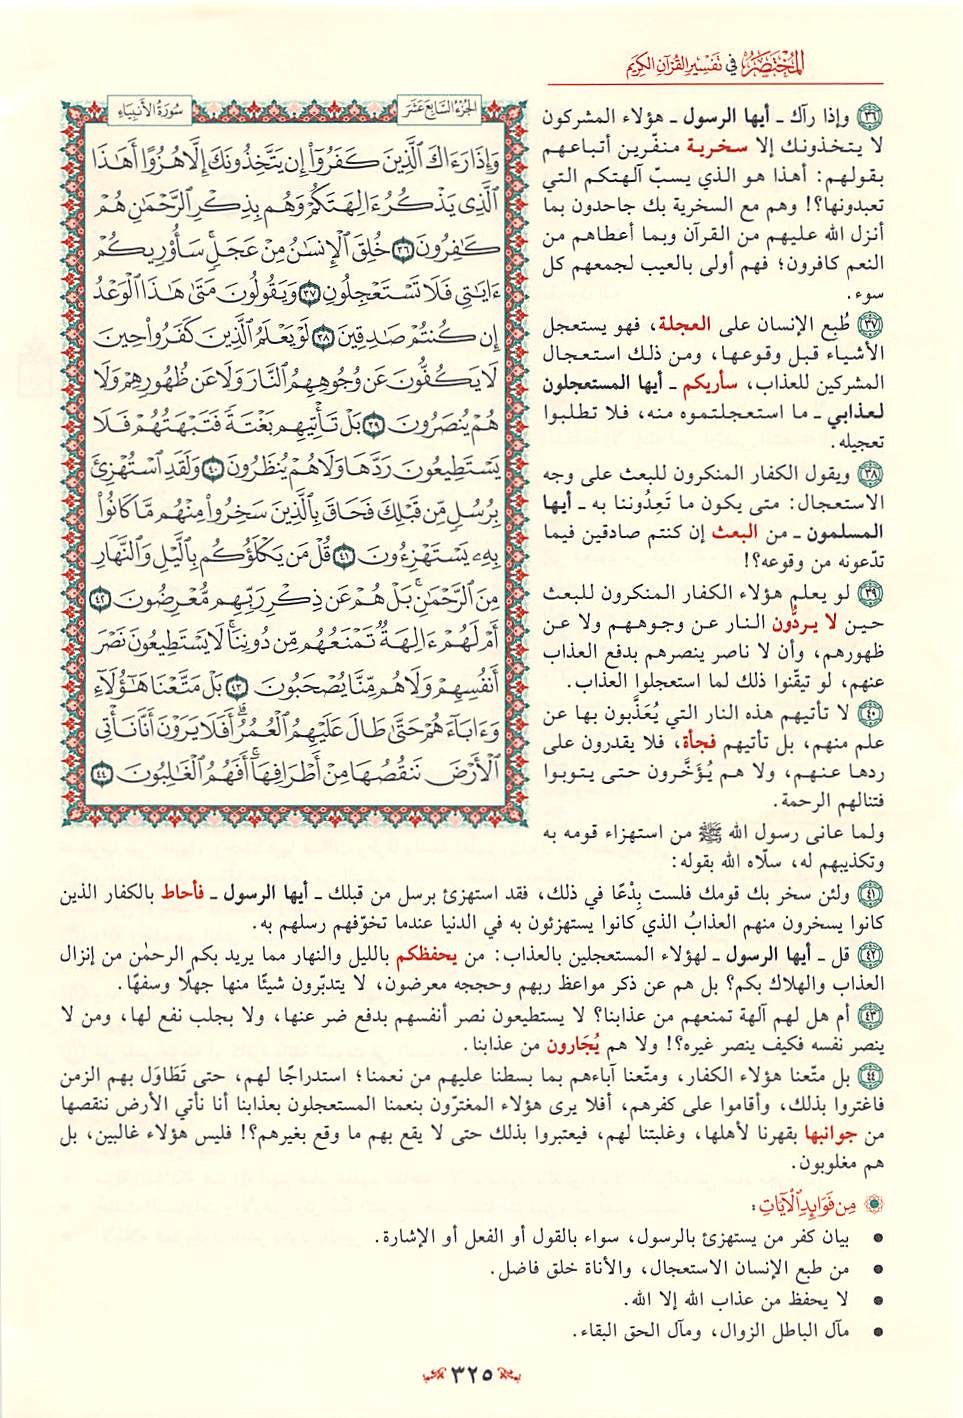 المختصر في تفسير القرآن الكريم
الجزء السابع عشر
سورة الأنبياء
وَإِذَا رَءَاكَ ٱلَّذِينَ كَفَرُوٓا۟ إِن يَتَّخِذُونَكَ إِلَّا هُزُوًا أَهَٰذَا
ٱلَّذِى يَذْكُرُ ءَالِهَتَكُمْ وَهُم بِذِكْرِ ٱلرَّحْمَٰنِ هُمْ
كَٰفِرُونَ ٣٦ خُلِقَ ٱلْإِنسَٰنُ مِنْ عَجَلٍ ۚ سَأُو۟رِيكُمْ
ءَايَٰتِى فَلَا تَسْتَعْجِلُونِ ٣٧ وَيَقُولُونَ مَتَىٰ هَٰذَا ٱلْوَعْدُ
إِن كُنتُمْ صَٰدِقِينَ ٣٨ لَوْ يَعْلَمُ ٱلَّذِينَ كَفَرُوا۟ حِينَ
لَا يَكُفُّونَ عَن وُجُوهِهِمُ ٱلنَّارَ وَلَا عَن ظُهُورِهِمْ وَلَا
هُمْ يُنصَرُونَ ٣٩ بَلْ تَأْتِيهِم بَغْتَةً فَتَبْهَتُهُمْ فَلَا
يَسْتَطِيعُونَ رَدَّهَا وَلَا هُمْ يُنظَرُونَ ٤٠ وَلَقَدِ ٱسْتُهْزِئَ
بِرُسُلٍ مِّن قَبْلِكَ فَحَاقَ بِٱلَّذِينَ سَخِرُوا۟ مِنْهُم مَّا كَانُوا۟
بِهِۦ يَسْتَهْزِءُونَ ٤١ قُلْ مَن يَكْلَؤُكُم بِٱلَّيْلِ وَٱلنَّهَارِ
مِنَ ٱلرَّحْمَٰنِ ۗ بَلْ هُمْ عَن ذِكْرِ رَبِّهِم مُّعْرِضُونَ ٤٢
أَمْ لَهُمْ ءَالِهَةٌ تَمْنَعُهُم مِّن دُونِنَا ۚ لَا يَسْتَطِيعُونَ نَصْرَ
أَنفُسِهِمْ وَلَا هُم مِّنَّا يُصْحَبُونَ ٤٣ بَلْ مَتَّعْنَا هَٰٓؤُلَآءِ
وَءَابَآءَهُمْ حَتَّىٰ طَالَ عَلَيْهِمُ ٱلْعُمُرُ ۗ أَفَلَا يَرَوْنَ أَنَّا نَأْتِى
ٱلْأَرْضَ نَنقُصُهَا مِنْ أَطْرَافِهَآ ۚ أَفَهُمُ ٱلْغَٰلِبُونَ ٤٤
٣٦ وإذا رآك ـ أيها الرسول ـ هؤلاء المشركون
لا يتخذونك إلا سخرية منفّرين أتباعهم
بقولهم: أهذا هو الذي يسبّ آلهتكم التي
تعبدونها؟! وهم مع السخرية بك جاحدون بما
أنزل الله عليهم من القرآن وبما أعطاهم من
النعم كافرون؛ فهم أولى بالعيب لجمعهم كل
سوء.
٣٧ طُبِع الإنسان على العجلة، فهو يستعجل
الأشياء قبل وقوعها، ومن ذلك استعجال
المشركين للعذاب، سأريكم ـ أيها المستعجلون
لعذابي ـ ما استعجلتموه منه، فلا تطلبوا
تعجيله.
٣٨ ويقول الكفار المنكرون للبعث على وجه
الاستعجال: متى يكون ما تَعِدُوننا به ـ أيها
المسلمون ـ من البعث إن كنتم صادقين فيما
تدّعونه من وقوعه؟!
٣٩ لو يعلم هؤلاء الكفار المنكرون للبعث
حين لا يردُّون النار عن وجوههم ولا عن
ظهورهم، وأن لا ناصر ينصرهم بدفع العذاب
عنهم، لو تيقّنوا ذلك لما استعجلوا العذاب.
٤٠ لا تأتيهم هذه النار التي يُعَذَّبون بها عن
علم منهم، بل تأتيهم فجأة، فلا يقدرون على
ردها عنهم، ولا هم يُؤَخَّرون حتى يتوبوا
فتنالهم الرحمة.
ولما عانى رسول الله ﷺ من استهزاء قومه به
وتكذيبهم له، سلّاه الله بقوله:
٤١ ولئن سخر بك قومك فلست بِدْعًا في ذلك، فقد استهزئ برسل من قبلك ـ أيها الرسول ـ فأحاط بالكفار الذين
كانوا يسخرون منهم العذابُ الذي كانوا يستهزئون به في الدنيا عندما تخوّفهم رسلهم به.
٤٢ قل ـ أيها الرسول ـ لهؤلاء المستعجلين بالعذاب: من يحفظكم بالليل والنهار مما يريد بكم الرحمٰن من إنزال
العذاب والهلاك بكم؟ بل هم عن ذكر مواعظ ربهم وحججه معرضون، لا يتدبّرون شيئًا منها جهلًا وسفهًا.
٤٣ أم هل لهم آلهة تمنعهم من عذابنا؟ لا يستطيعون نصر أنفسهم بدفع ضر عنها، ولا بجلب نفع لها، ومن لا
ينصر نفسه فكيف ينصر غيره؟! ولا هم يُجَارون من عذابنا.
٤٤ بل متّعنا هؤلاء الكفار، ومتّعنا آباءهم بما بسطنا عليهم من نعمنا؛ استدراجًا لهم، حتى تَطَاوَل بهم الزمن
فاغتروا بذلك، وأقاموا على كفرهم، أفلا يرى هؤلاء المغترّون بنعمنا المستعجلون بعذابنا أنا نأتي الأرض ننقصها
من جوانبها بقهرنا لأهلها، وغلبتنا لهم، فيعتبروا بذلك حتى لا يقع بهم ما وقع بغيرهم؟! فليس هؤلاء غالبين، بل
هم مغلوبون.
من فوائد الآيات:
● بيان كفر من يستهزئ بالرسول، سواء بالقول أو الفعل أو الإشارة.
● من طبع الإنسان الاستعجال، والأناة خلق فاضل.
● لا يحفظ من عذاب الله إلا الله.
● مآل الباطل الزوال، ومآل الحق البقاء.
٣٢٥